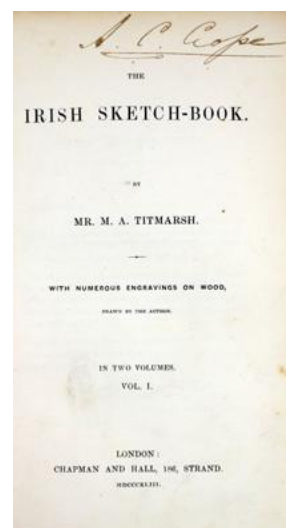 A. C. Cope
THE
IRISH SKETCH-BOOK.
BY
MR. M. A. TITMARSH.
WITH NUMEROUS ENGRAVINGS ON WOOD,
DRAWN BY THE AUTHOR.
IN TWO VOLUMES.
VOL. I.
LONDON:
CHAPMAN AND HALL, 186, STRAND.
MDCCCXLIII.